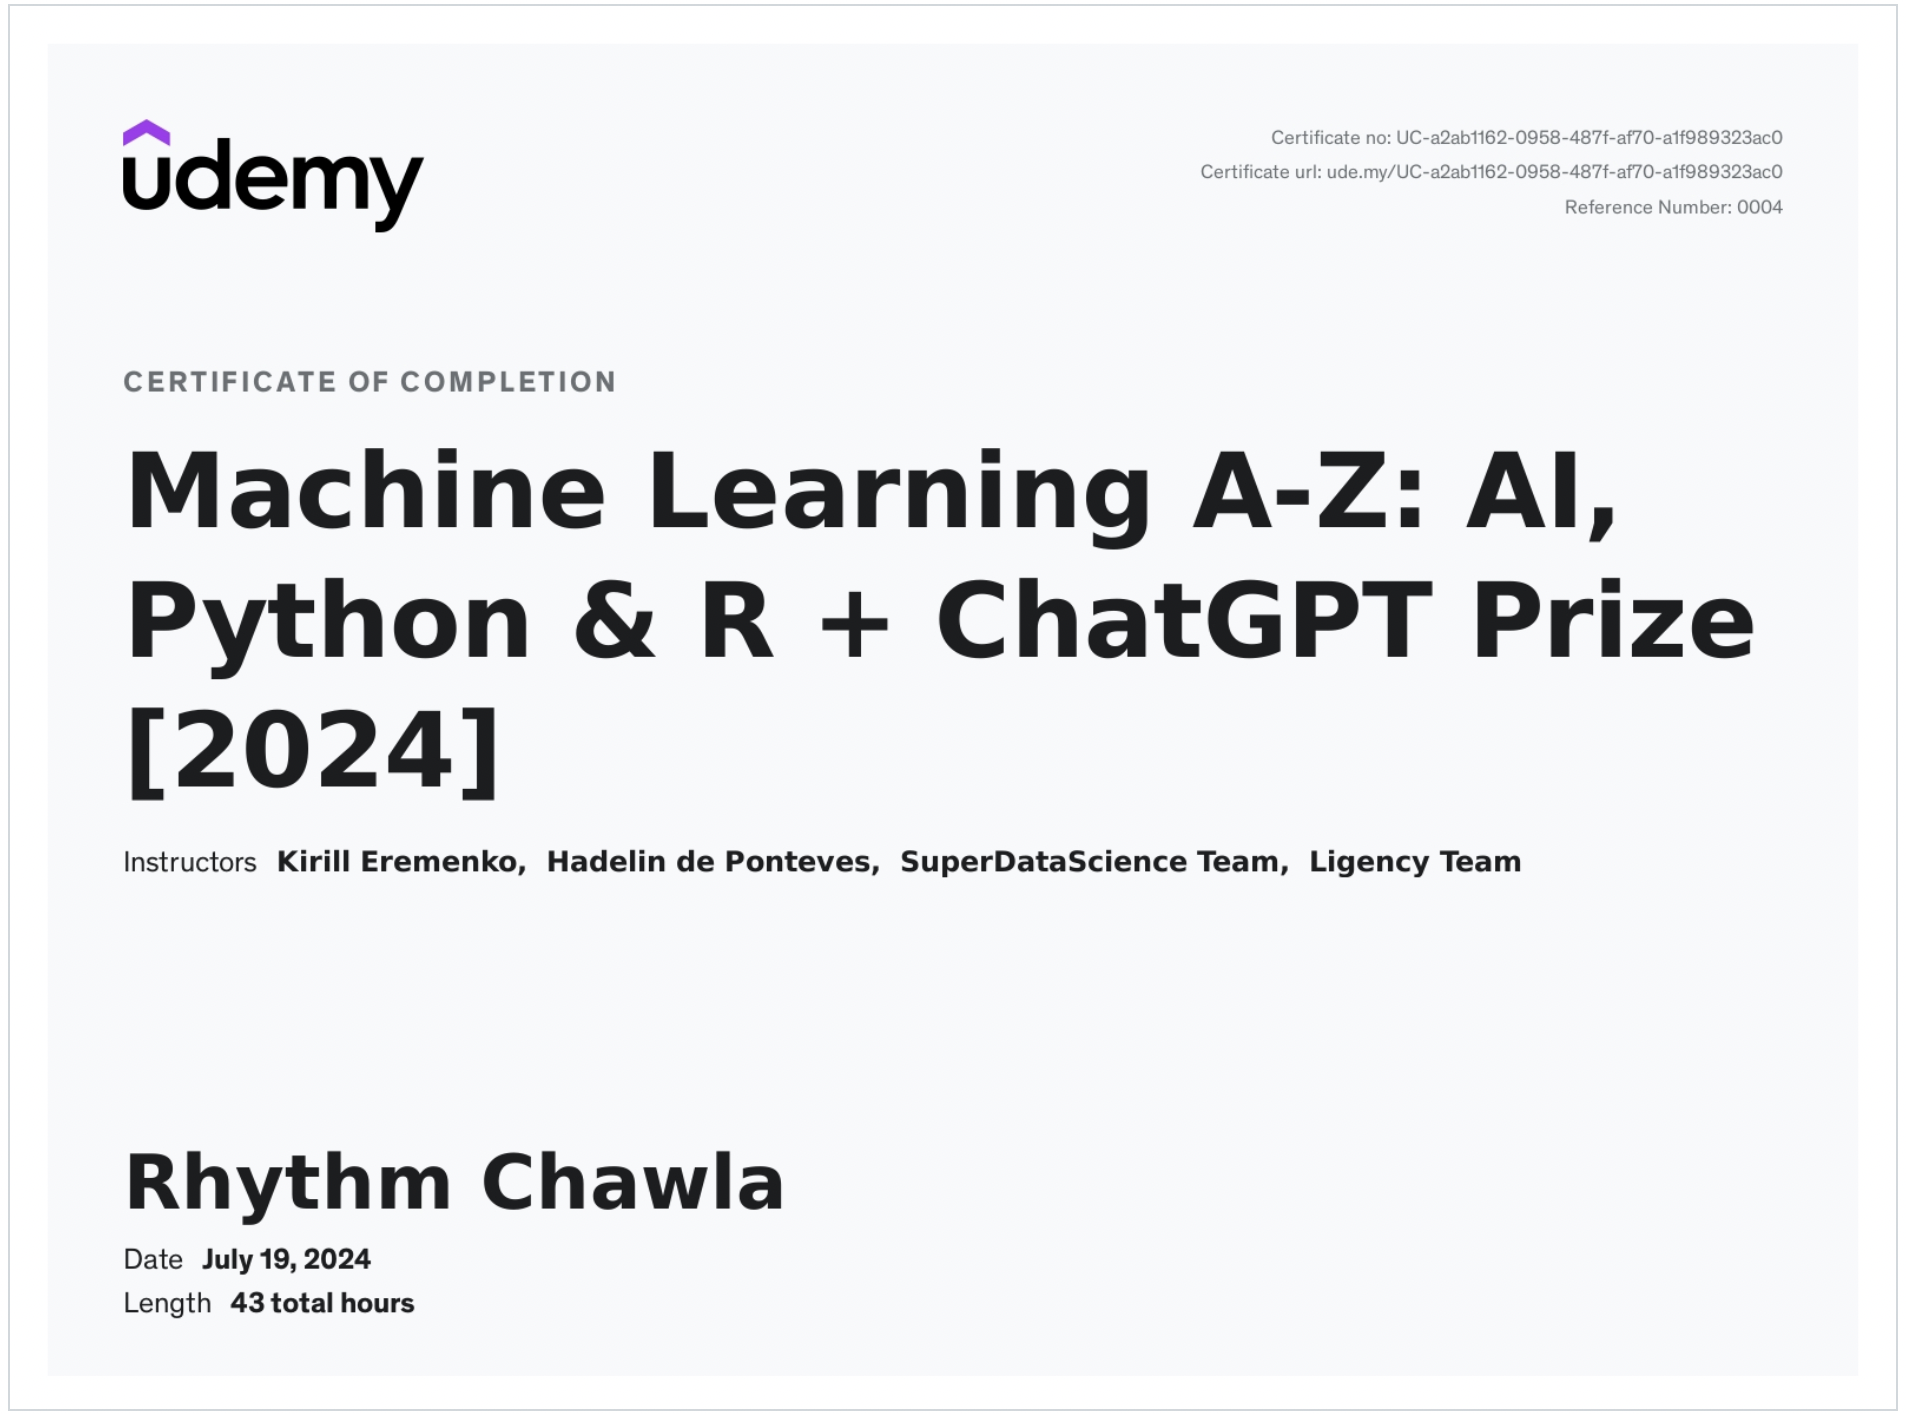 udemy
Certificate no: UC-a2ab1162-0958-487f-af70-a1f989323ac0
Certificate url: ude.my/UC-a2ab1162-0958-487f-af70-a1f989323ac0
Reference Number: 0004
CERTIFICATE OF COMPLETION
Machine Learning A-Z: AI,
Python & R + ChatGPT Prize
[2024]
Instructors Kirill Eremenko, Hadelin de Ponteves, SuperDataScience Team, Ligency Team
Rhythm Chawla
Date July 19, 2024
Length 43 total hours